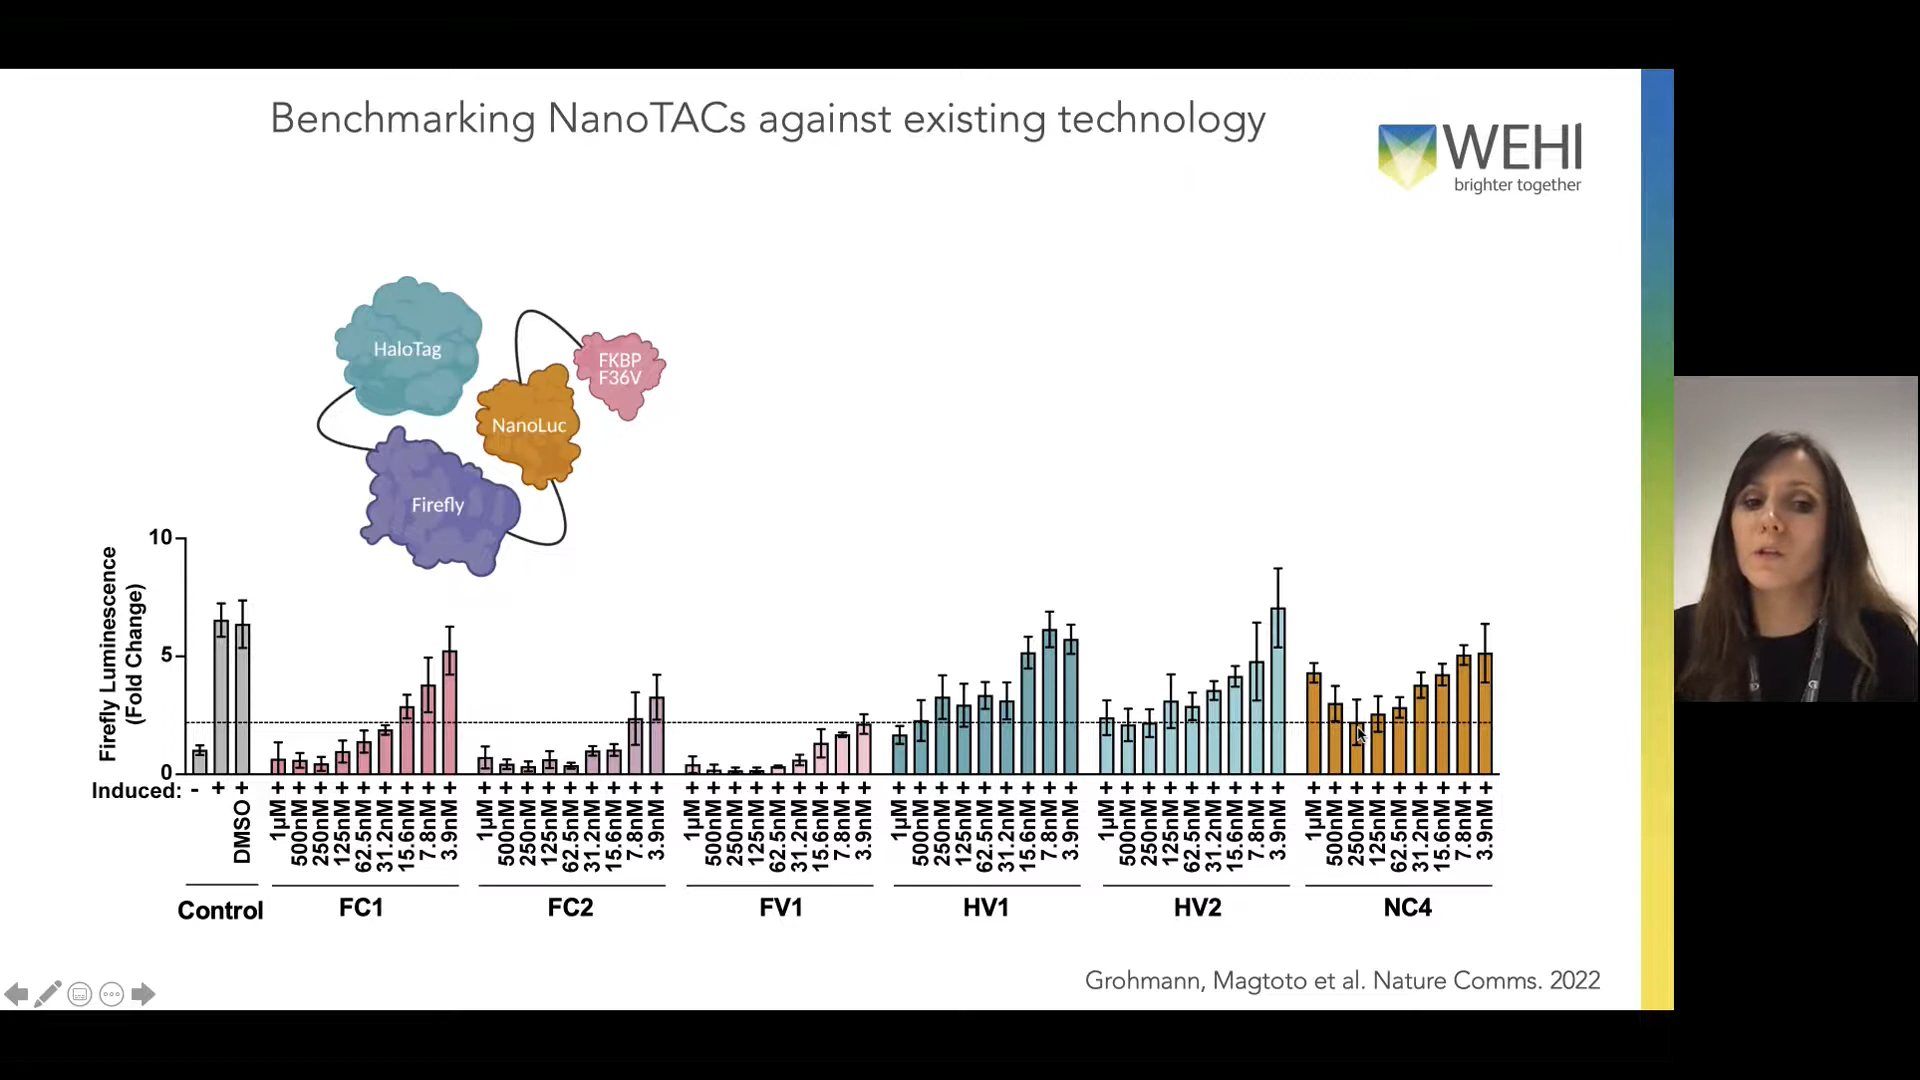 Benchmarking NanoTACs against existing technology
WEHI
brighter together
HaloTag
FKBP
F36V
NanoLuc
Firefly
Firefly Luminescence
(Fold Change)
10
5
0
Induced: - + + + + + + + + + + + + + + + + + + + + + + + + + + + + + + + + + + + + + + + + + + + + + + + + + + + + + + + +
DMSO
1µM 500nM 250nM 125nM 62.5nM 31.2nM 15.6nM 7.8nM 3.9nM
1µM 500nM 250nM 125nM 62.5nM 31.2nM 15.6nM 7.8nM 3.9nM
1µM 500nM 250nM 125nM 62.5nM 31.2nM 15.6nM 7.8nM 3.9nM
1µM 500nM 250nM 125nM 62.5nM 31.2nM 15.6nM 7.8nM 3.9nM
1µM 500nM 250nM 125nM 62.5nM 31.2nM 15.6nM 7.8nM 3.9nM
1µM 500nM 250nM 125nM 62.5nM 31.2nM 15.6nM 7.8nM 3.9nM
Control FC1 FC2 FV1 HV1 HV2 NC4
Grohmann, Magtoto et al. Nature Comms. 2022